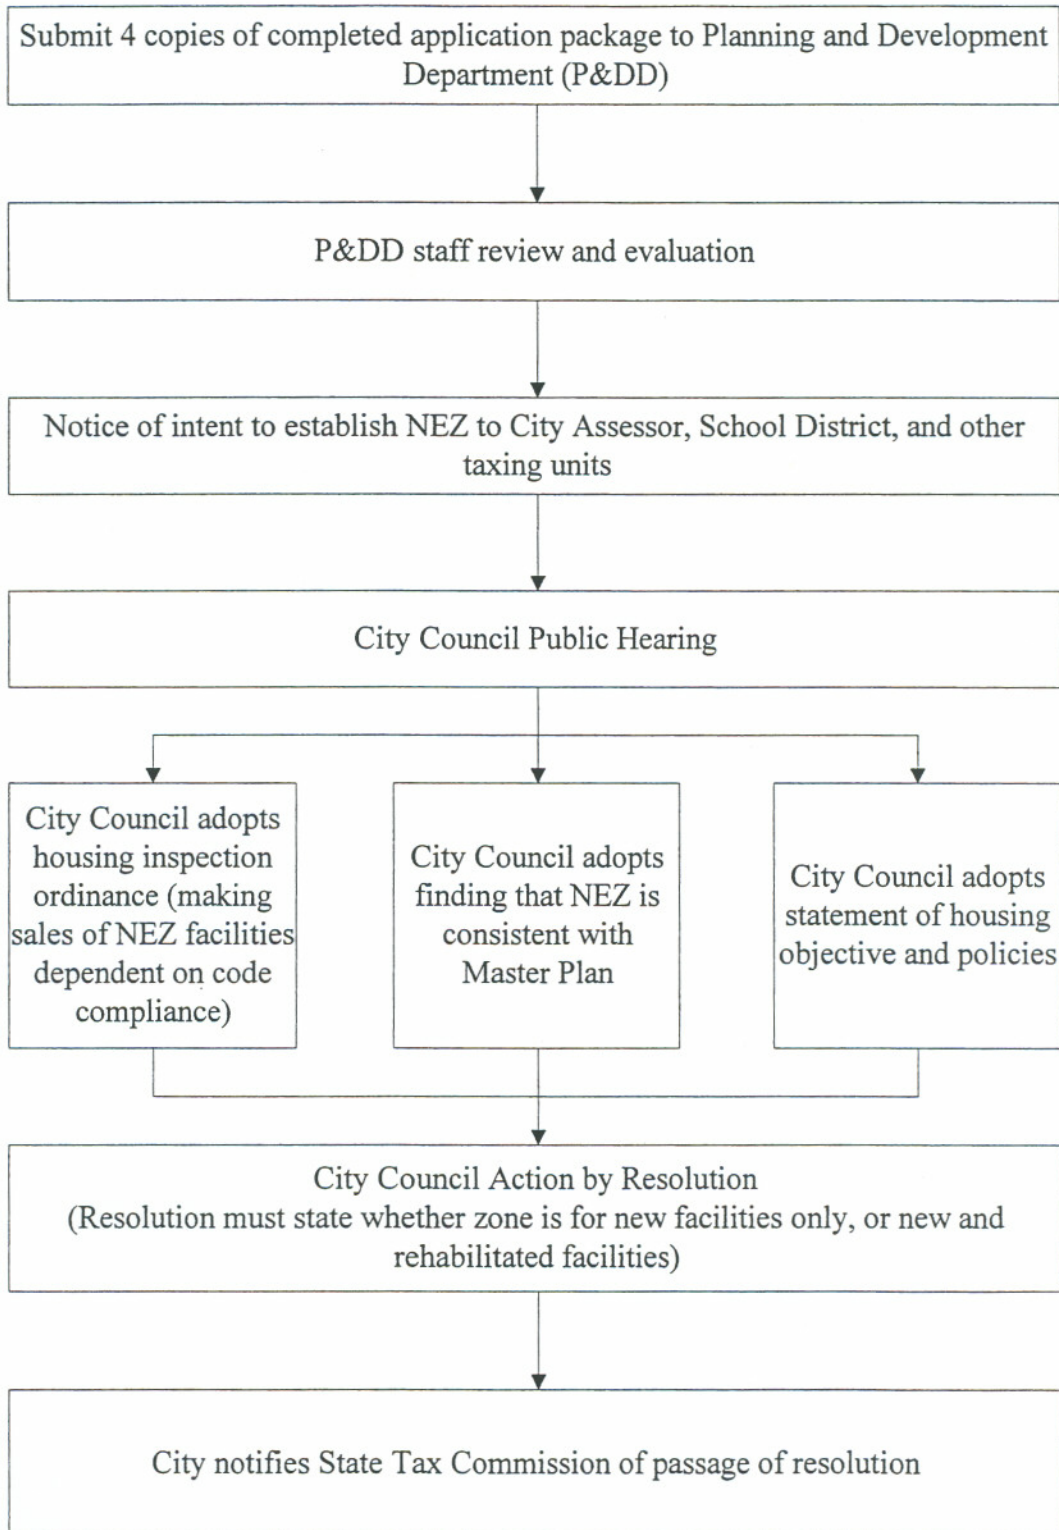 Submit 4 copies of completed application package to Planning and Development
Department (P&DD)
P&DD staff review and evaluation
Notice of intent to establish NEZ to City Assessor, School District, and other
taxing units
City Council Public Hearing
City Council adopts
housing inspection
ordinance (making
sales of NEZ facilities
dependent on code
compliance)
City Council adopts
finding that NEZ is
consistent with
Master Plan
City Council adopts
statement of housing
objective and policies
City Council Action by Resolution
(Resolution must state whether zone is for new facilities only, or new and
rehabilitated facilities)
City notifies State Tax Commission of passage of resolution